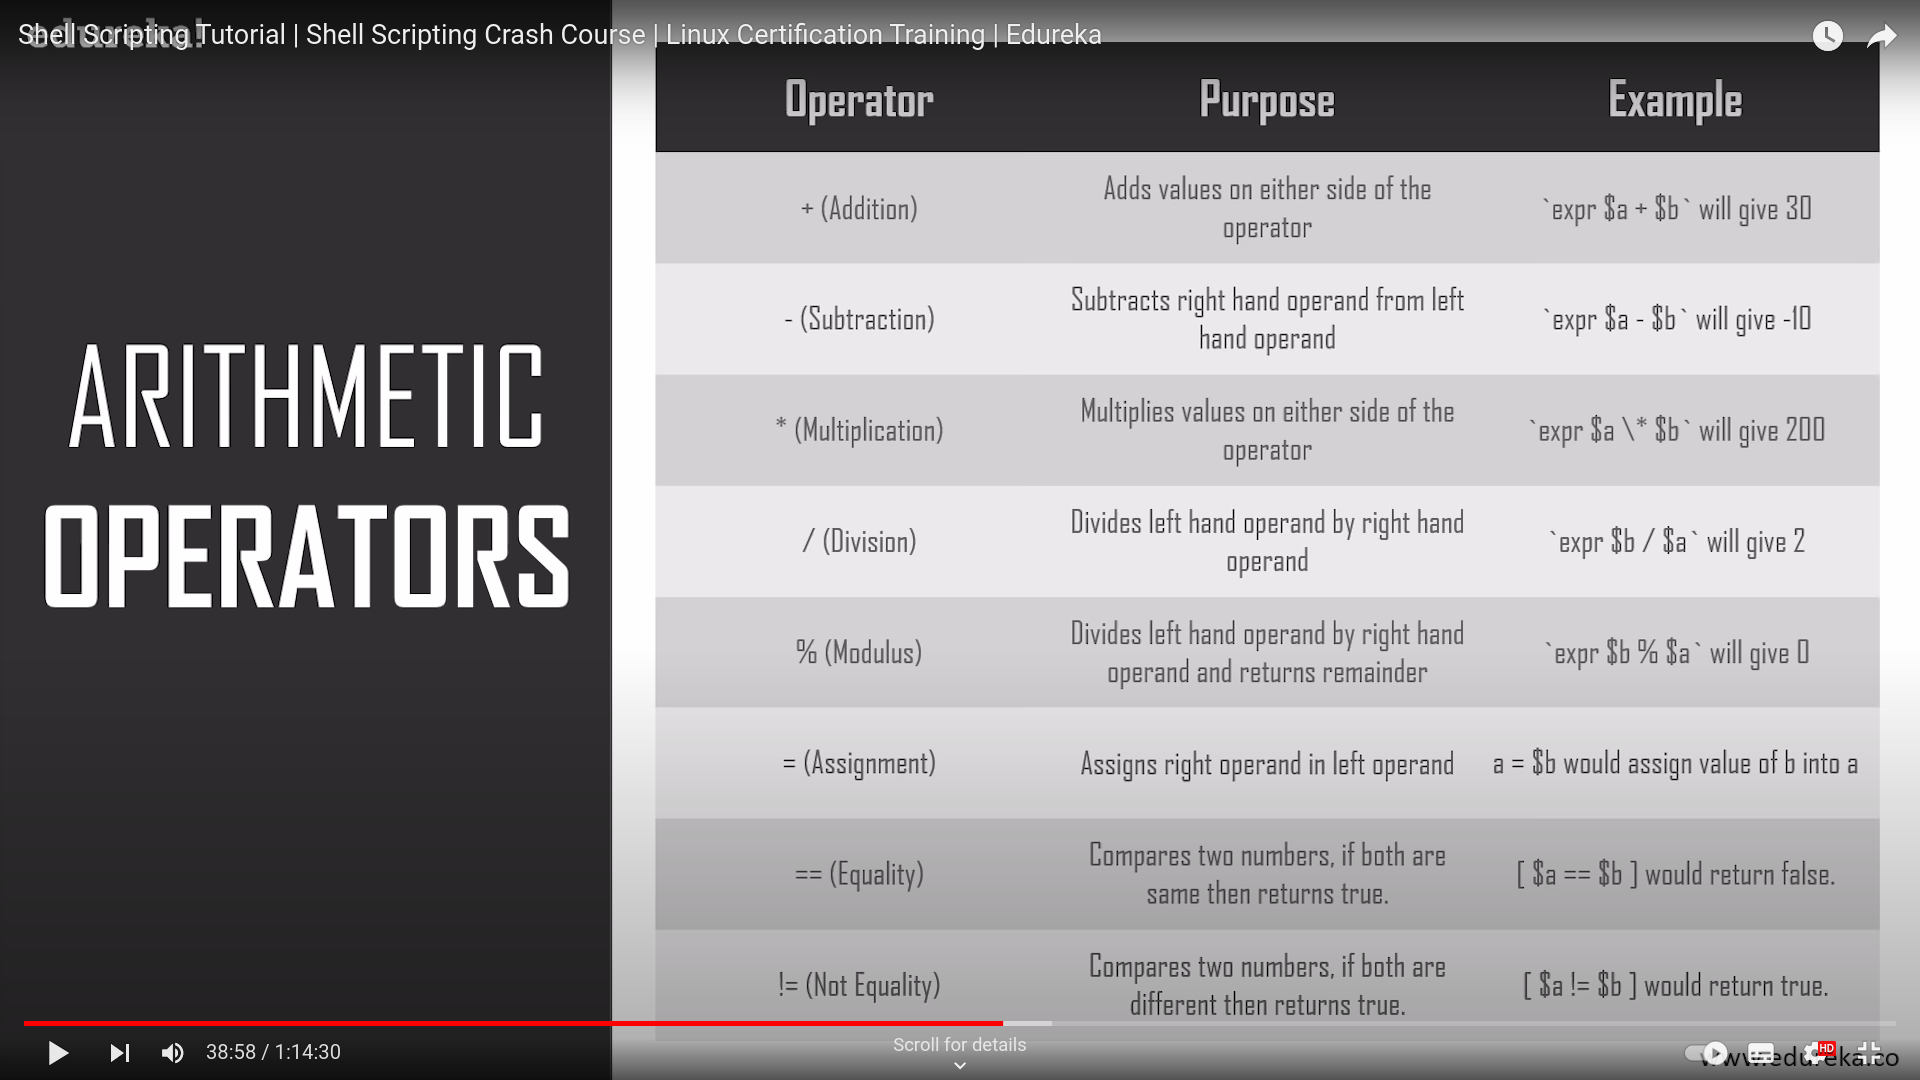 Shell Scripting Tutorial | Shell Scripting Crash Course | Linux Certification Training | Edureka
edureka!
ARITHMETIC
OPERATORS
Operator Purpose Example
+ (Addition) Adds values on either side of the operator `expr $a + $b` will give 30
- (Subtraction) Subtracts right hand operand from left hand operand `expr $a - $b` will give -10
* (Multiplication) Multiplies values on either side of the operator `expr $a \* $b` will give 200
/ (Division) Divides left hand operand by right hand operand `expr $b / $a` will give 2
% (Modulus) Divides left hand operand by right hand operand and returns remainder `expr $b % $a` will give 0
= (Assignment) Assigns right operand in left operand a = $b would assign value of b into a
== (Equality) Compares two numbers, if both are same then returns true. [ $a == $b ] would return false.
!= (Not Equality) Compares two numbers, if both are different then returns true. [ $a != $b ] would return true.
38:58 / 1:14:30
Scroll for details
HD
www.edureka.co